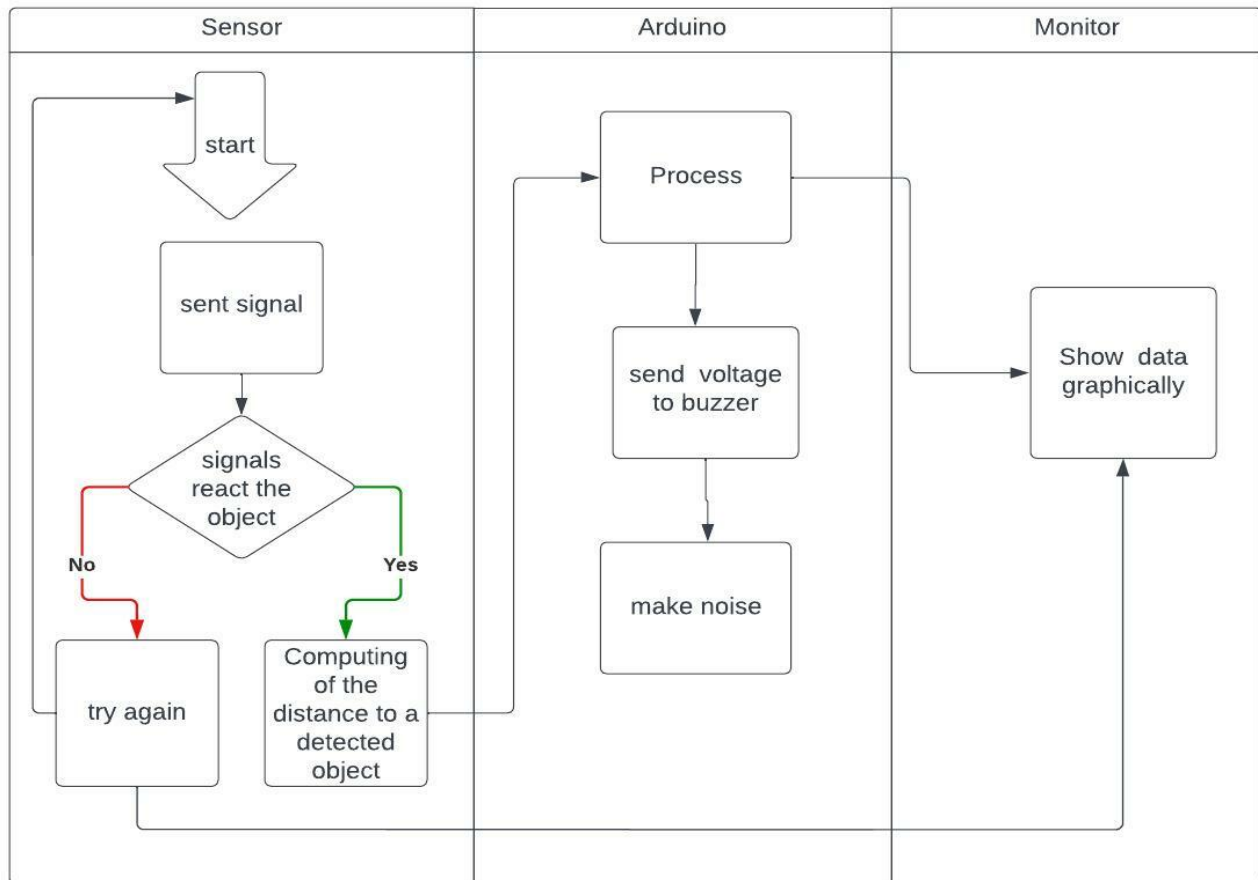 Sensor
Arduino
Monitor
start
sent signal
signals
react the
object
No
Yes
try again
Computing
of the
distance to a
detected
object
Process
send voltage
to buzzer
make noise
Show data
graphically